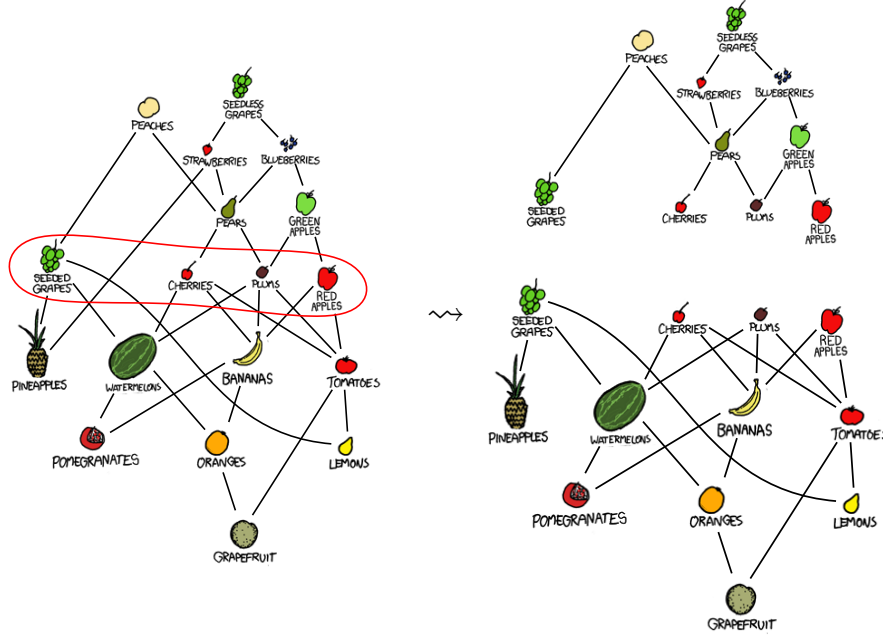 SEEDLESS
GRAPES
PEACHES
STRAWBERRIES
BLUEBERRIES
PEARS
GREEN
APPLES
SEEDED
GRAPES
CHERRIES
PLUMS
RED
APPLES
PINEAPPLES
WATERMELONS
BANANAS
TOMATOES
POMEGRANATES
ORANGES
LEMONS
GRAPEFRUIT
SEEDLESS
GRAPES
PEACHES
STRAWBERRIES
BLUEBERRIES
PEARS
GREEN
APPLES
SEEDED
GRAPES
CHERRIES
PLUMS
RED
APPLES
SEEDED
GRAPES
CHERRIES
PLUMS
RED
APPLES
PINEAPPLES
WATERMELONS
BANANAS
TOMATOES
POMEGRANATES
ORANGES
LEMONS
GRAPEFRUIT